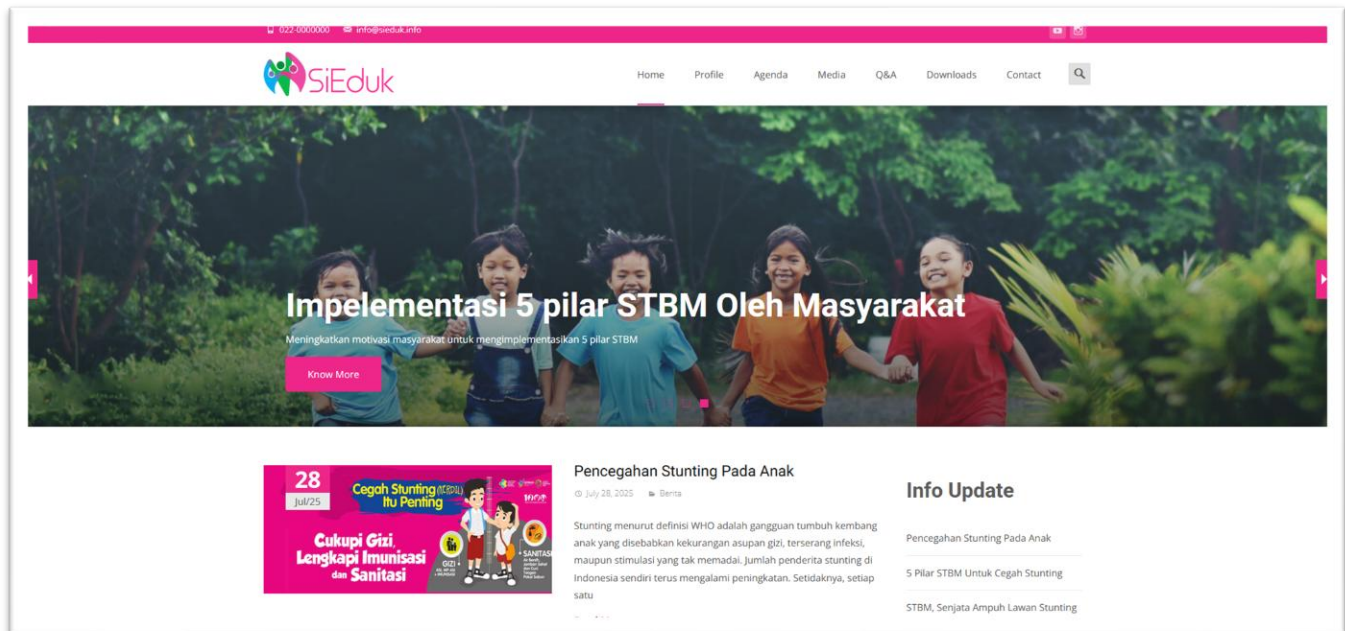 022-0000000 info@sieduk.info
SiEduk
Home Profile Agenda Media Q&A Downloads Contact
Impelementasi 5 pilar STBM Oleh Masyarakat
Meningkatkan motivasi masyarakat untuk mengimplementasikan 5 pilar STBM
Know More
28
Jul/25
Cegah Stunting (KERDIL)
Itu Penting
Cukupi Gizi,
Lengkapi Imunisasi
dan Sanitasi
GIZI
SANITASI
Pencegahan Stunting Pada Anak
July 28, 2025 Berita
Stunting menurut definisi WHO adalah gangguan tumbuh kembang
anak yang disebabkan kekurangan asupan gizi, terserang infeksi,
maupun stimulasi yang tak memadai. Jumlah penderita stunting di
Indonesia sendiri terus mengalami peningkatan. Setidaknya, setiap
satu
Info Update
Pencegahan Stunting Pada Anak
5 Pilar STBM Untuk Cegah Stunting
STBM, Senjata Ampuh Lawan Stunting